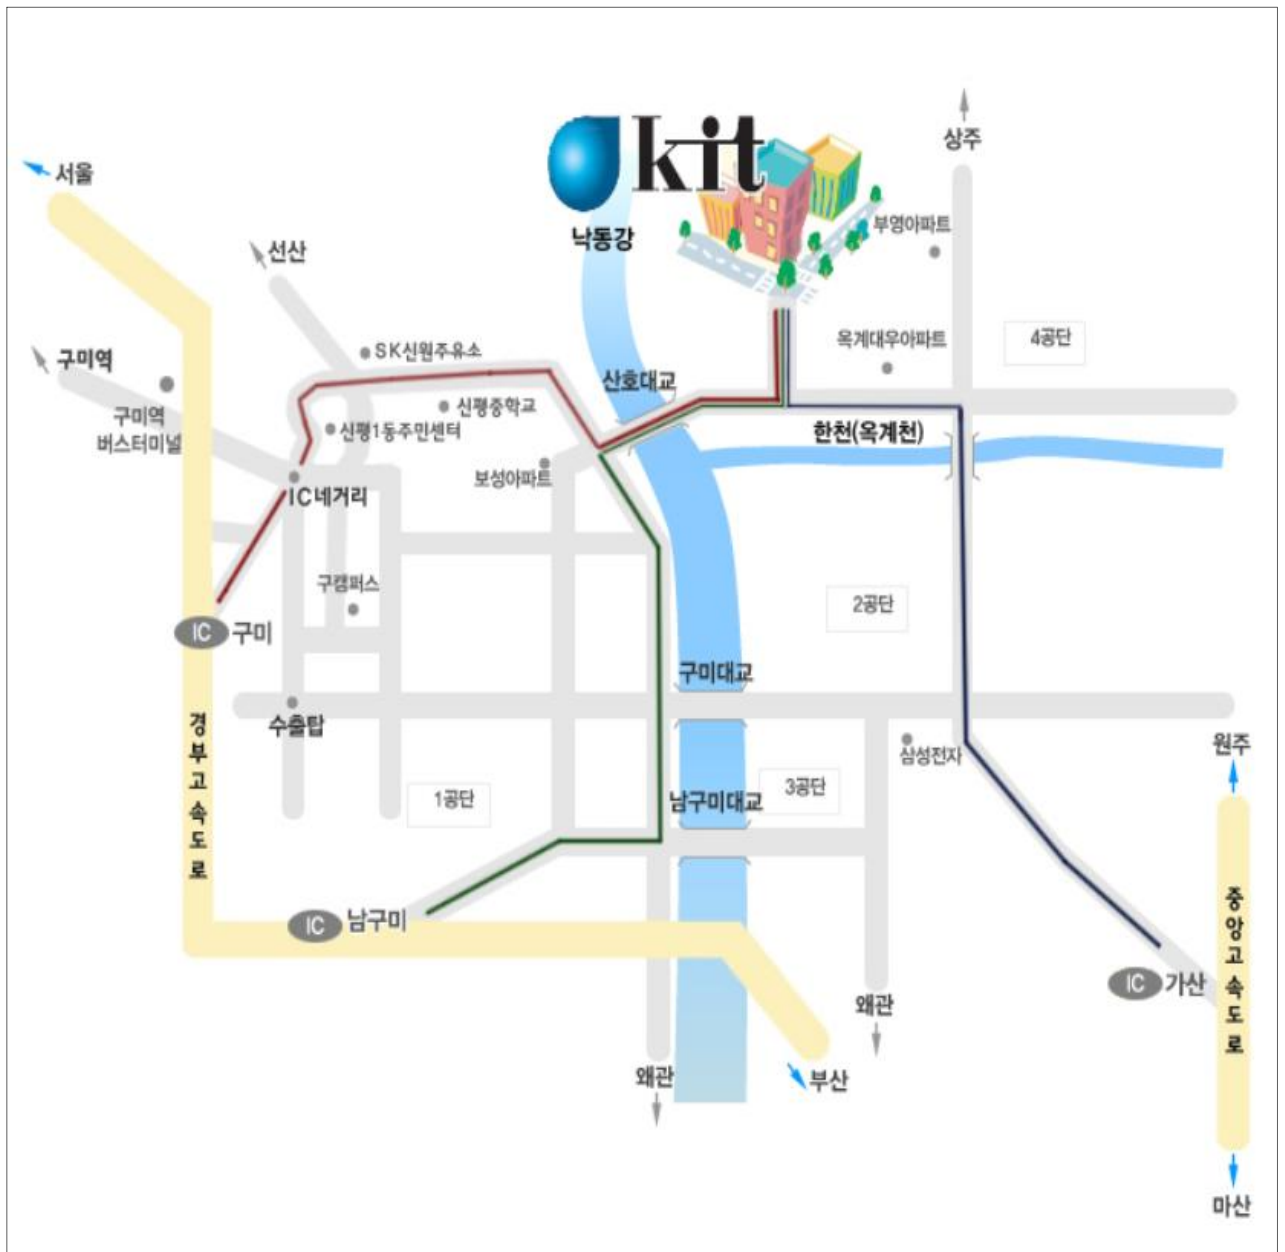 kit
상주
서울
부영아파트
낙동강
선산
옥계대우아파트
4공단
SK신원주유소
구미역
산호대교
신평중학교
구미역
버스터미널
신평1동주민센터
한천(옥계천)
보성아파트
IC네거리
구캠퍼스
2공단
IC 구미
구미대교
수출탑
경부고속도로
삼성전자
원주
3공단
1공단
남구미대교
중앙고속도로
IC 남구미
IC 가산
왜관
왜관
부산
마산